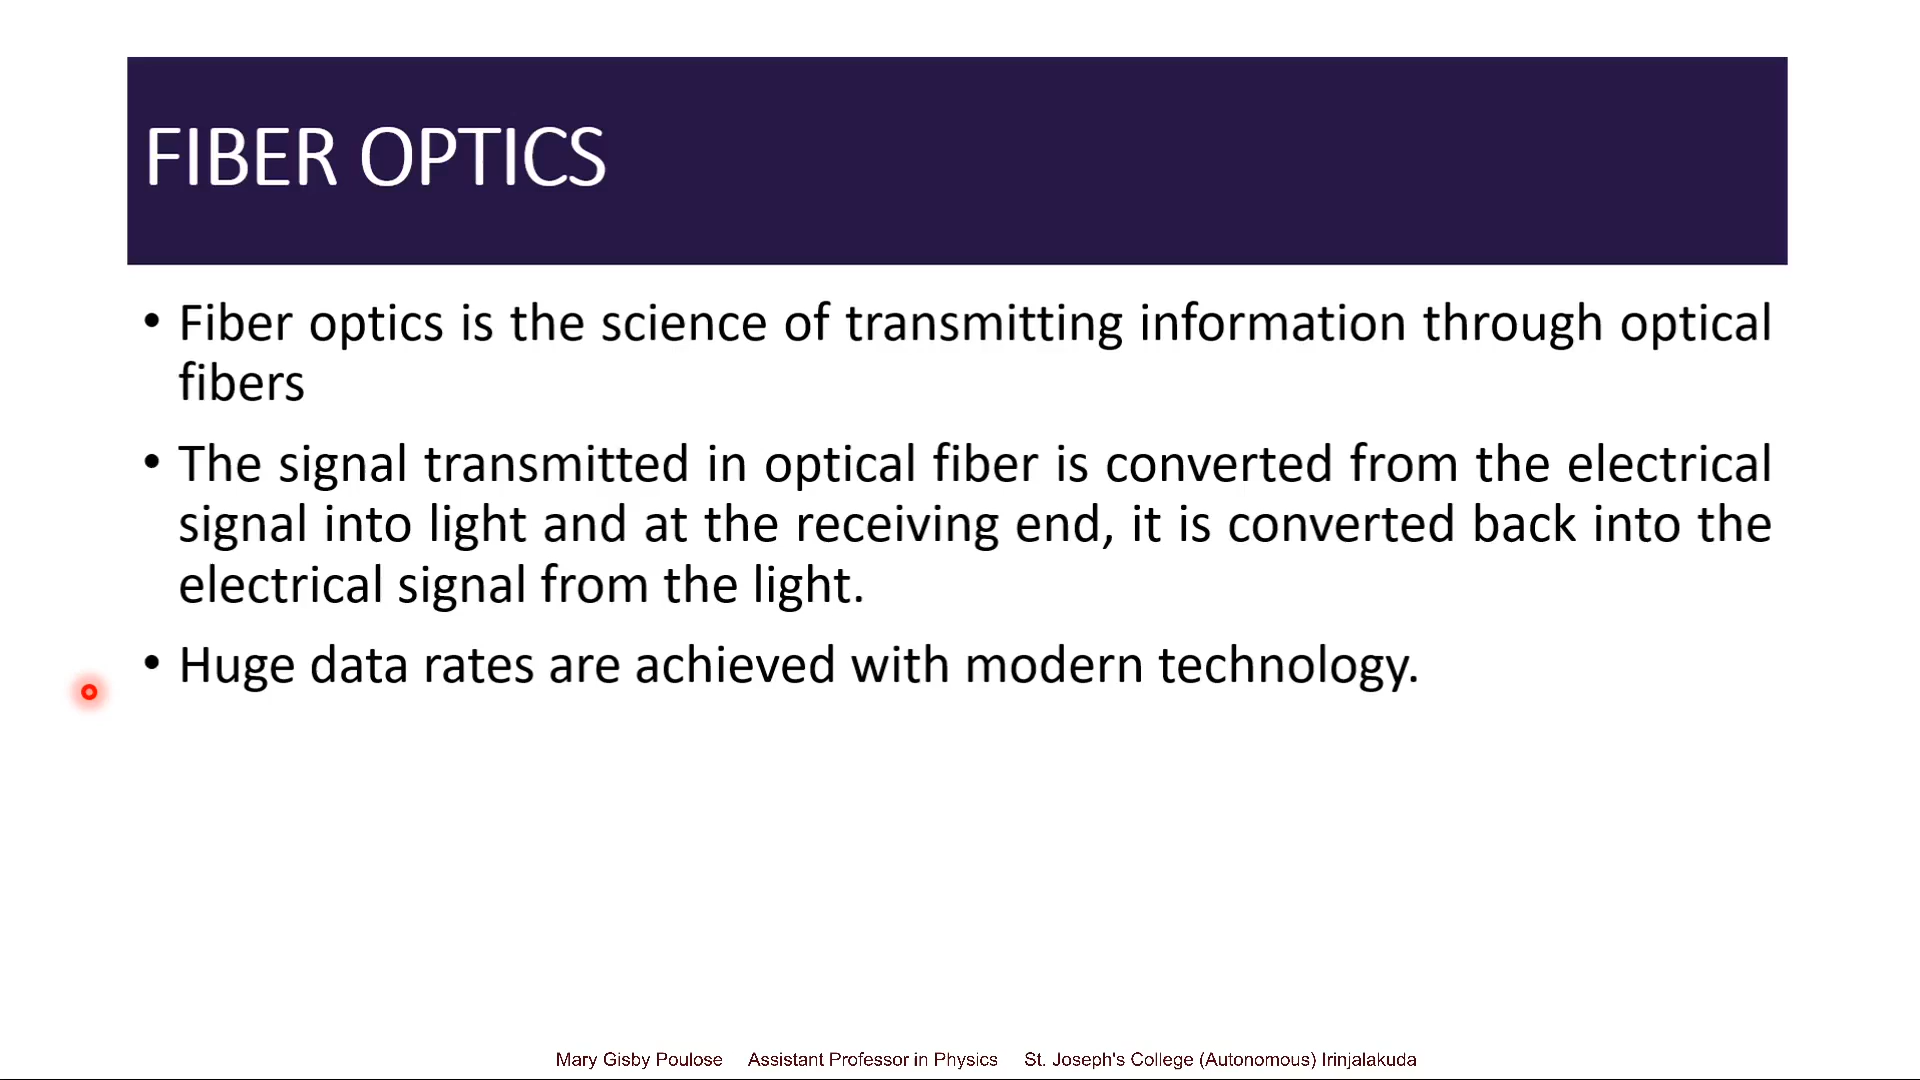 FIBER OPTICS
• Fiber optics is the science of transmitting information through optical
fibers
• The signal transmitted in optical fiber is converted from the electrical
signal into light and at the receiving end, it is converted back into the
electrical signal from the light.
• Huge data rates are achieved with modern technology.
Mary Gisby Poulose Assistant Professor in Physics St. Joseph's College (Autonomous) Irinjalakuda